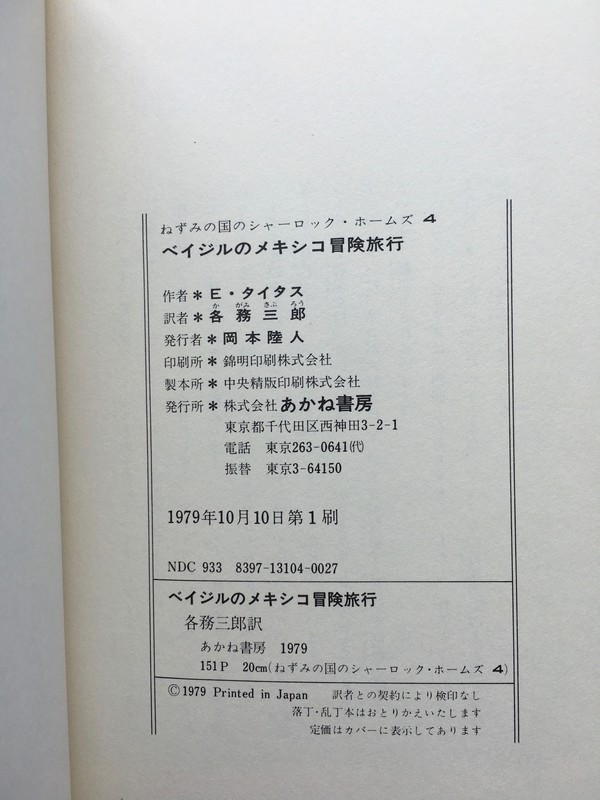 ねずみの国のシャーロック・ホームズ 4
ベイジルのメキシコ冒険旅行
作者＊E・タイタス
か がみ さぶ ろう
訳者＊各務三郎
発行者＊岡本陸人
印刷所＊錦明印刷株式会社
製本所＊中央精版印刷株式会社
発行所＊株式会社あかね書房
東京都千代田区西神田3-2-1
電話 東京263-0641㈹
振替 東京3-64150
1979年10月10日第1刷
NDC 933 8397-13104-0027
ベイジルのメキシコ冒険旅行
各務三郎訳
あかね書房 1979
151P 20cm(ねずみの国のシャーロック・ホームズ 4)
©1979 Printed in Japan 訳者との契約により検印なし
落丁・乱丁本はおとりかえいたします
定価はカバーに表示してあります